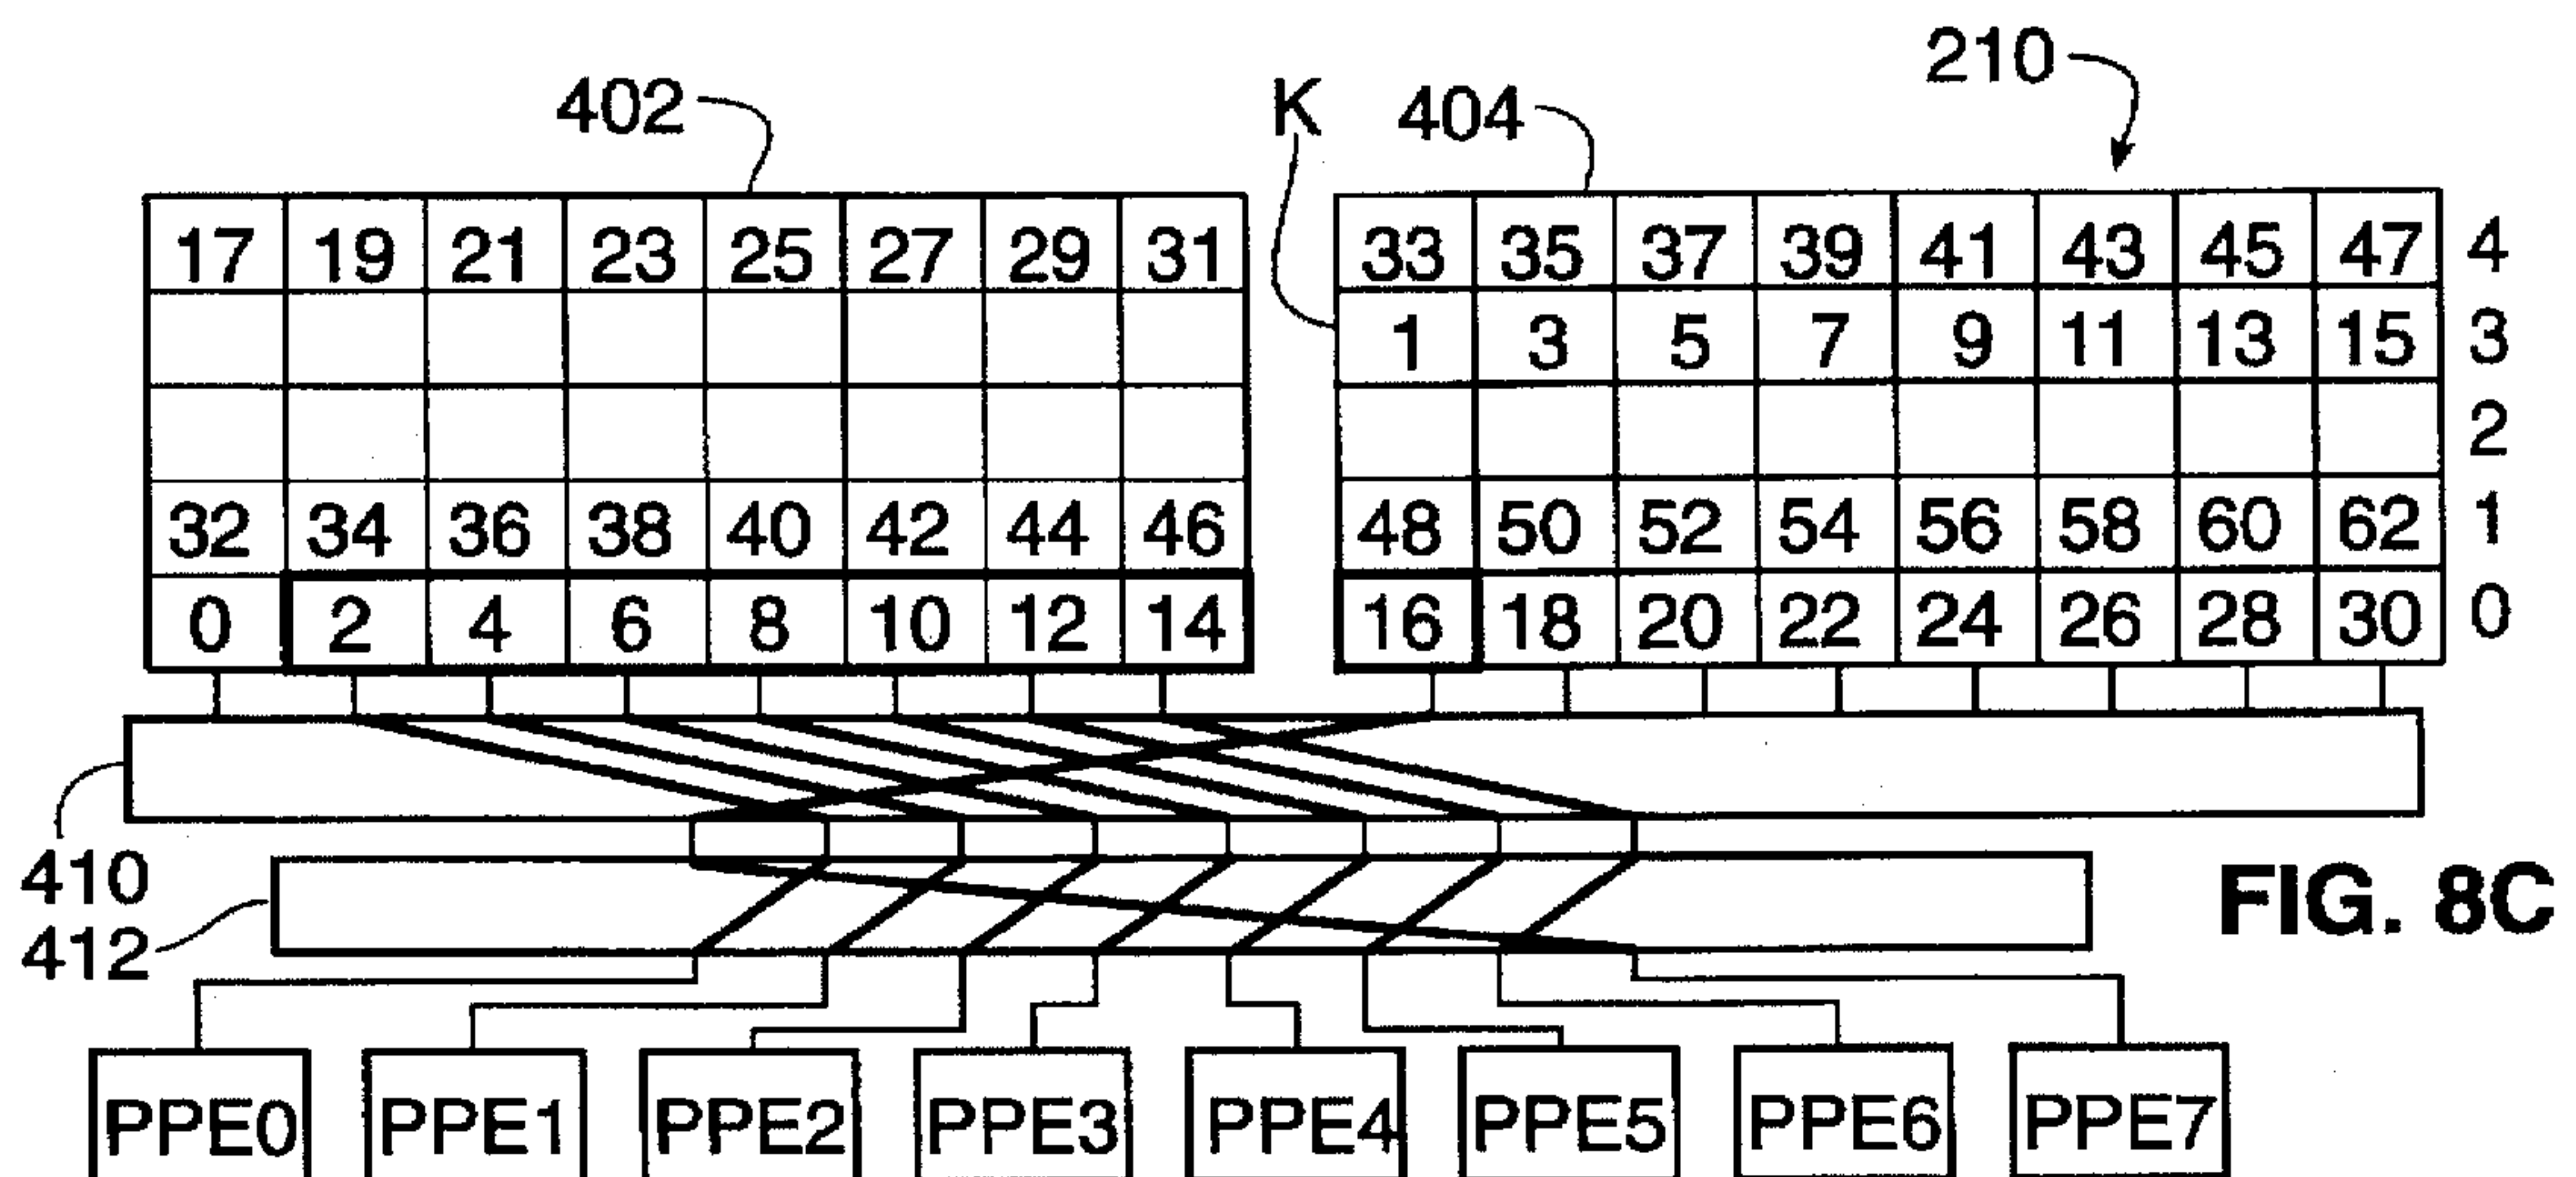 210
402 K 404
17 19 21 23 25 27 29 31 33 35 37 39 41 43 45 47 4
1 3 5 7 9 11 13 15 3
2
32 34 36 38 40 42 44 46 48 50 52 54 56 58 60 62 1
0 2 4 6 8 10 12 14 16 18 20 22 24 26 28 30 0
410
412
FIG. 8C
PPE0 PPE1 PPE2 PPE3 PPE4 PPE5 PPE6 PPE7